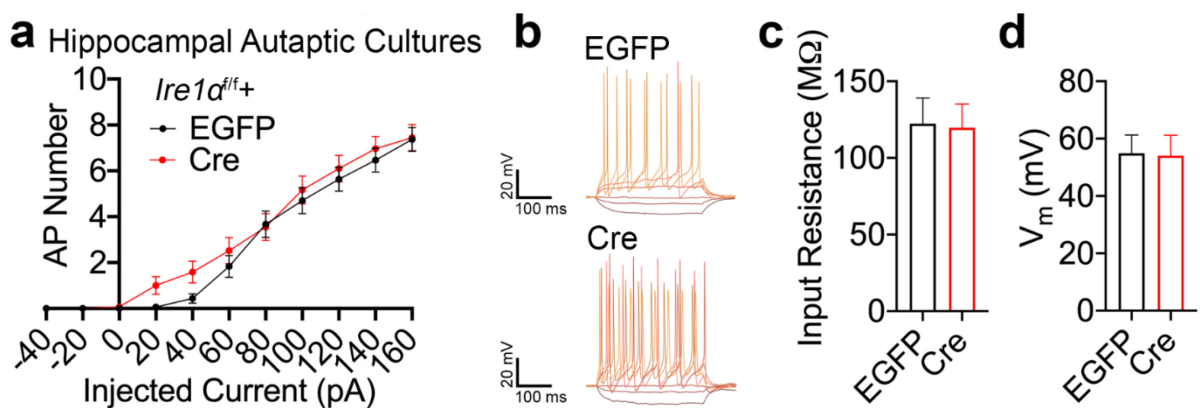 a
Hippocampal Autaptic Cultures
AP Number
10
8
6
4
2
Ire1α^f/f+
EGFP
Cre
-40
-20
0
20
40
60
80
100
120
140
160
Injected Current (pA)
b
EGFP
20 mV
100 ms
Cre
20 mV
100 ms
c
Input Resistance (MΩ)
150
100
50
0
EGFP
Cre
d
Vm (mV)
80
60
40
20
0
EGFP
Cre